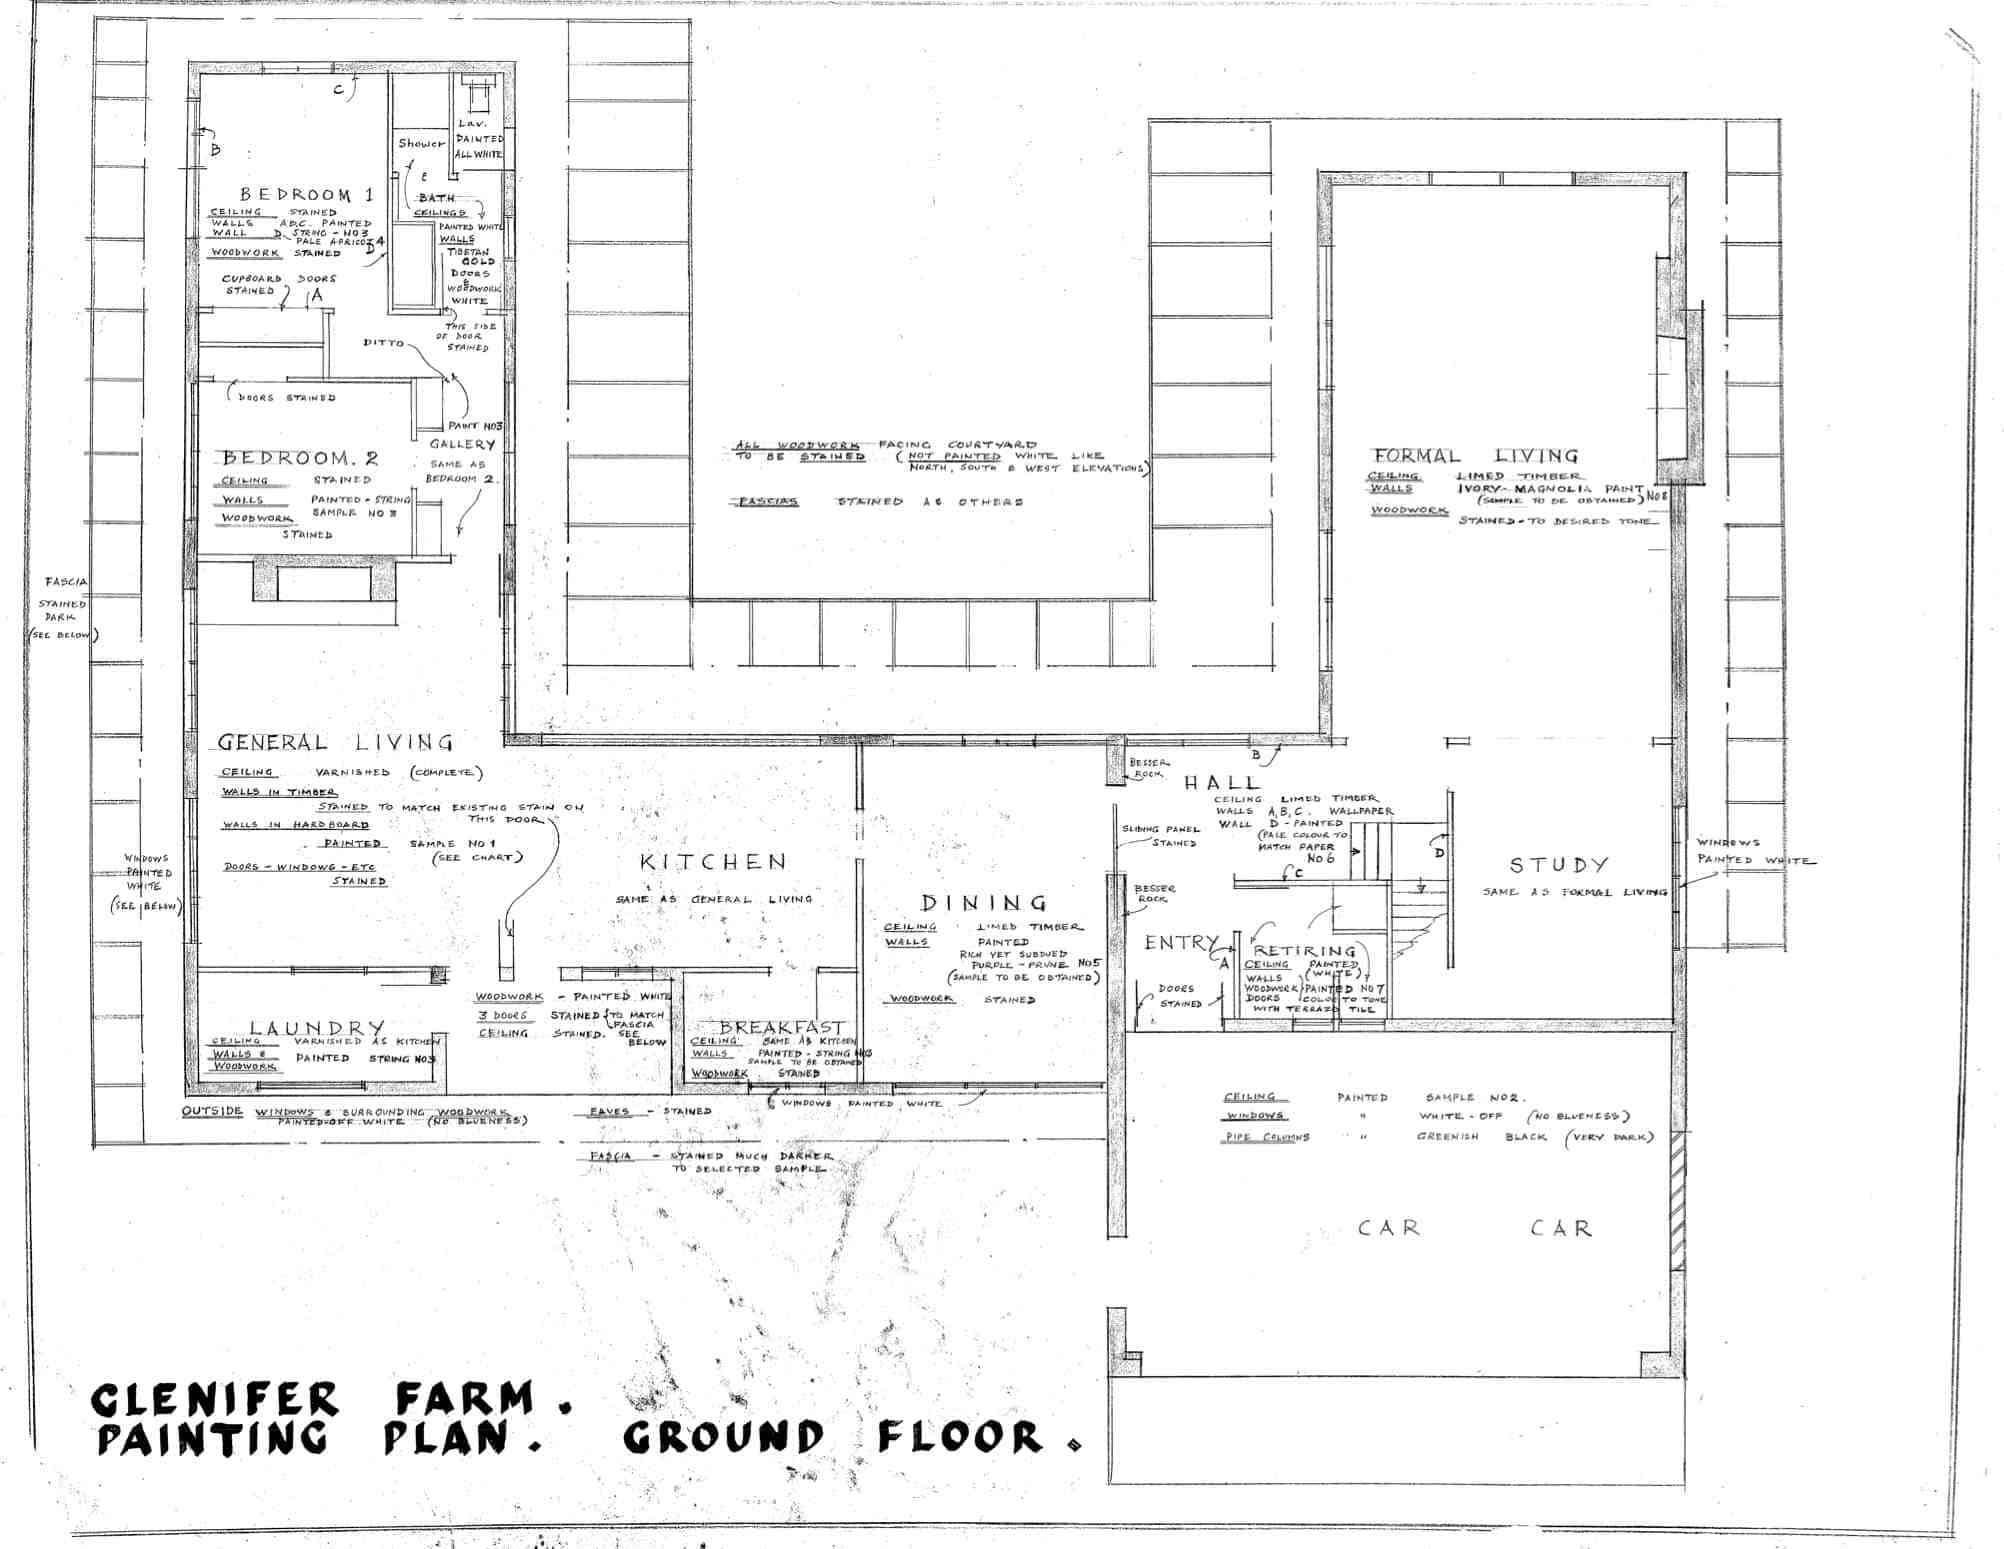 C
B
BEDROOM 1
CEILING STAINED
WALLS A.B.C. PAINTED
STRING - NO 3
WALL D. PALE APRICOT 4
WOODWORK STAINED
D
CUPBOARD DOORS
STAINED
A
Lav.
PAINTED
ALL WHITE
Shower
&
BATH
CEILINGS
PAINTED WHITE
WALLS
TIBETAN
GOLD
DOORS
&
WOODWORK
WHITE
THIS SIDE
OF DOOR
STAINED
DITTO
DOORS STAINED
PAINT NO3
GALLERY
SAME AS
BEDROOM 2.
BEDROOM. 2
CEILING STAINED
WALLS PAINTED - STRING
SAMPLE NO 3
WOODWORK
STAINED
ALL WOODWORK FACING COURTYARD
TO BE STAINED (NOT PAINTED WHITE LIKE
NORTH, SOUTH & WEST ELEVATIONS)
FASCIAS STAINED AS OTHERS
FORMAL LIVING
CEILING LIMED TIMBER
WALLS IVORY-MAGNOLIA PAINT
(SAMPLE TO BE OBTAINED) NO 8
WOODWORK
STAINED - TO DESIRED TONE
FASCIA
STAINED
DARK
(SEE BELOW)
GENERAL LIVING
CEILING VARNISHED (COMPLETE)
WALLS IN TIMBER
STAINED TO MATCH EXISTING STAIN ON
THIS DOOR
WALLS IN HARDBOARD
PAINTED SAMPLE NO 1
(SEE CHART)
DOORS - WINDOWS - ETC
STAINED
WINDOWS
PAINTED
WHITE
(SEE BELOW)
KITCHEN
SAME AS GENERAL LIVING
DINING
CEILING LIMED TIMBER
WALLS PAINTED
RICH YET SUBDUED
PURPLE - PRUNE NO5
(SAMPLE TO BE OBTAINED)
WOODWORK STAINED
BESSER
ROCK
B
HALL
CEILING LIMED TIMBER
WALLS A,B,C. WALLPAPER
WALL D - PAINTED
(PALE COLOUR TO
MATCH PAPER
NO 6
SLIDING PANEL
STAINED
D
C
BESSER
ROCK
STUDY
SAME AS FORMAL LIVING
WINDOWS
PAINTED WHITE
ENTRY
A
DOORS
STAINED
RETIRING
CEILING PAINTED
(WHITE)
WALLS
WOODWORK PAINTED NO 7
DOORS COLOUR TO TONE
WITH TERRAZO TILE
LAUNDRY
CEILING VARNISHED AS KITCHEN
WALLS & PAINTED STRING NO3
WOODWORK
WOODWORK - PAINTED WHITE
3 DOORS STAINED {TO MATCH
FASCIA
CEILING STAINED. SEE
BELOW
BREAKFAST
CEILING SAME AS KITCHEN
WALLS PAINTED - STRING NO3
SAMPLE TO BE OBTAINED
WOODWORK STAINED
WINDOWS PAINTED WHITE
OUTSIDE WINDOWS & SURROUNDING WOODWORK
PAINTED OFF WHITE (NO BLUENESS)
EAVES - STAINED
FASCIA - STAINED MUCH DARKER
TO SELECTED SAMPLE
CEILING PAINTED SAMPLE NO2.
WINDOWS " WHITE - OFF (NO BLUENESS)
PIPE COLUMNS " GREENISH BLACK (VERY DARK)
CAR CAR
GLENIFER FARM.
PAINTING PLAN. GROUND FLOOR.